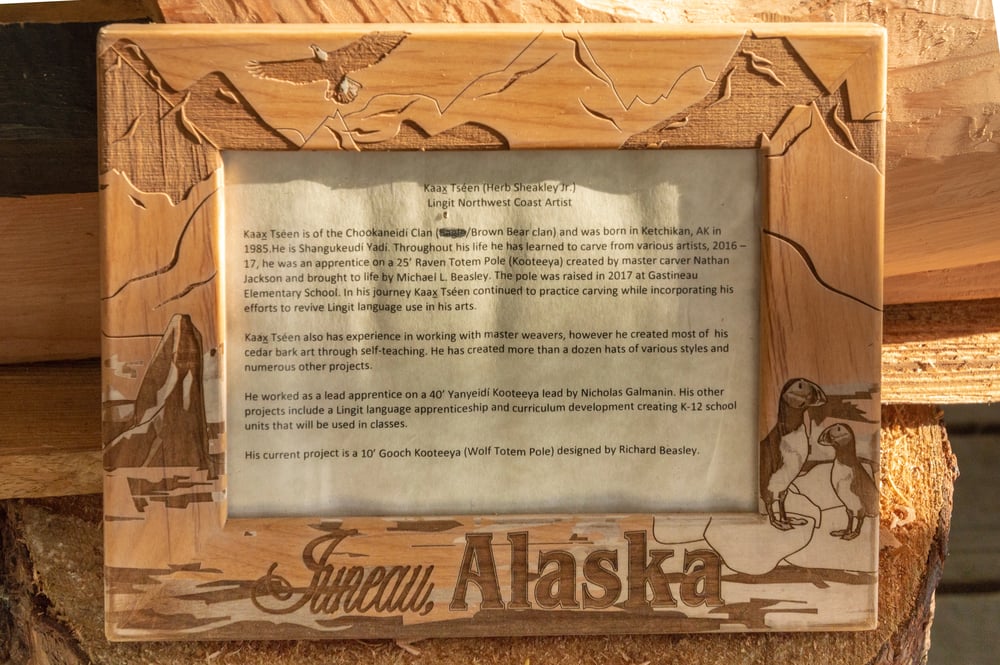 Kaax̱ Tséen (Herb Sheakley Jr.)
Lingit Northwest Coast Artist
Kaax̱ Tséen is of the Chookaneidí Clan (/Brown Bear clan) and was born in Ketchikan, AK in
1985.He is Shangukeudi Yadi. Throughout his life he has learned to carve from various artists, 2016 –
17, he was an apprentice on a 25’ Raven Totem Pole (Kooteeya) created by master carver Nathan
Jackson and brought to life by Michael L. Beasley. The pole was raised in 2017 at Gastineau
Elementary School. In his journey Kaax̱ Tséen continued to practice carving while incorporating his
efforts to revive Lingit language use in his arts.
Kaax̱ Tséen also has experience in working with master weavers, however he created most of his
cedar bark art through self-teaching. He has created more than a dozen hats of various styles and
numerous other projects.
He worked as a lead apprentice on a 40’ Yanyeidí Kooteeya lead by Nicholas Galmanin. His other
projects include a Lingit language apprenticeship and curriculum development creating K-12 school
units that will be used in classes.
His current project is a 10’ Gooch Kooteeya (Wolf Totem Pole) designed by Richard Beasley.
Juneau, Alaska